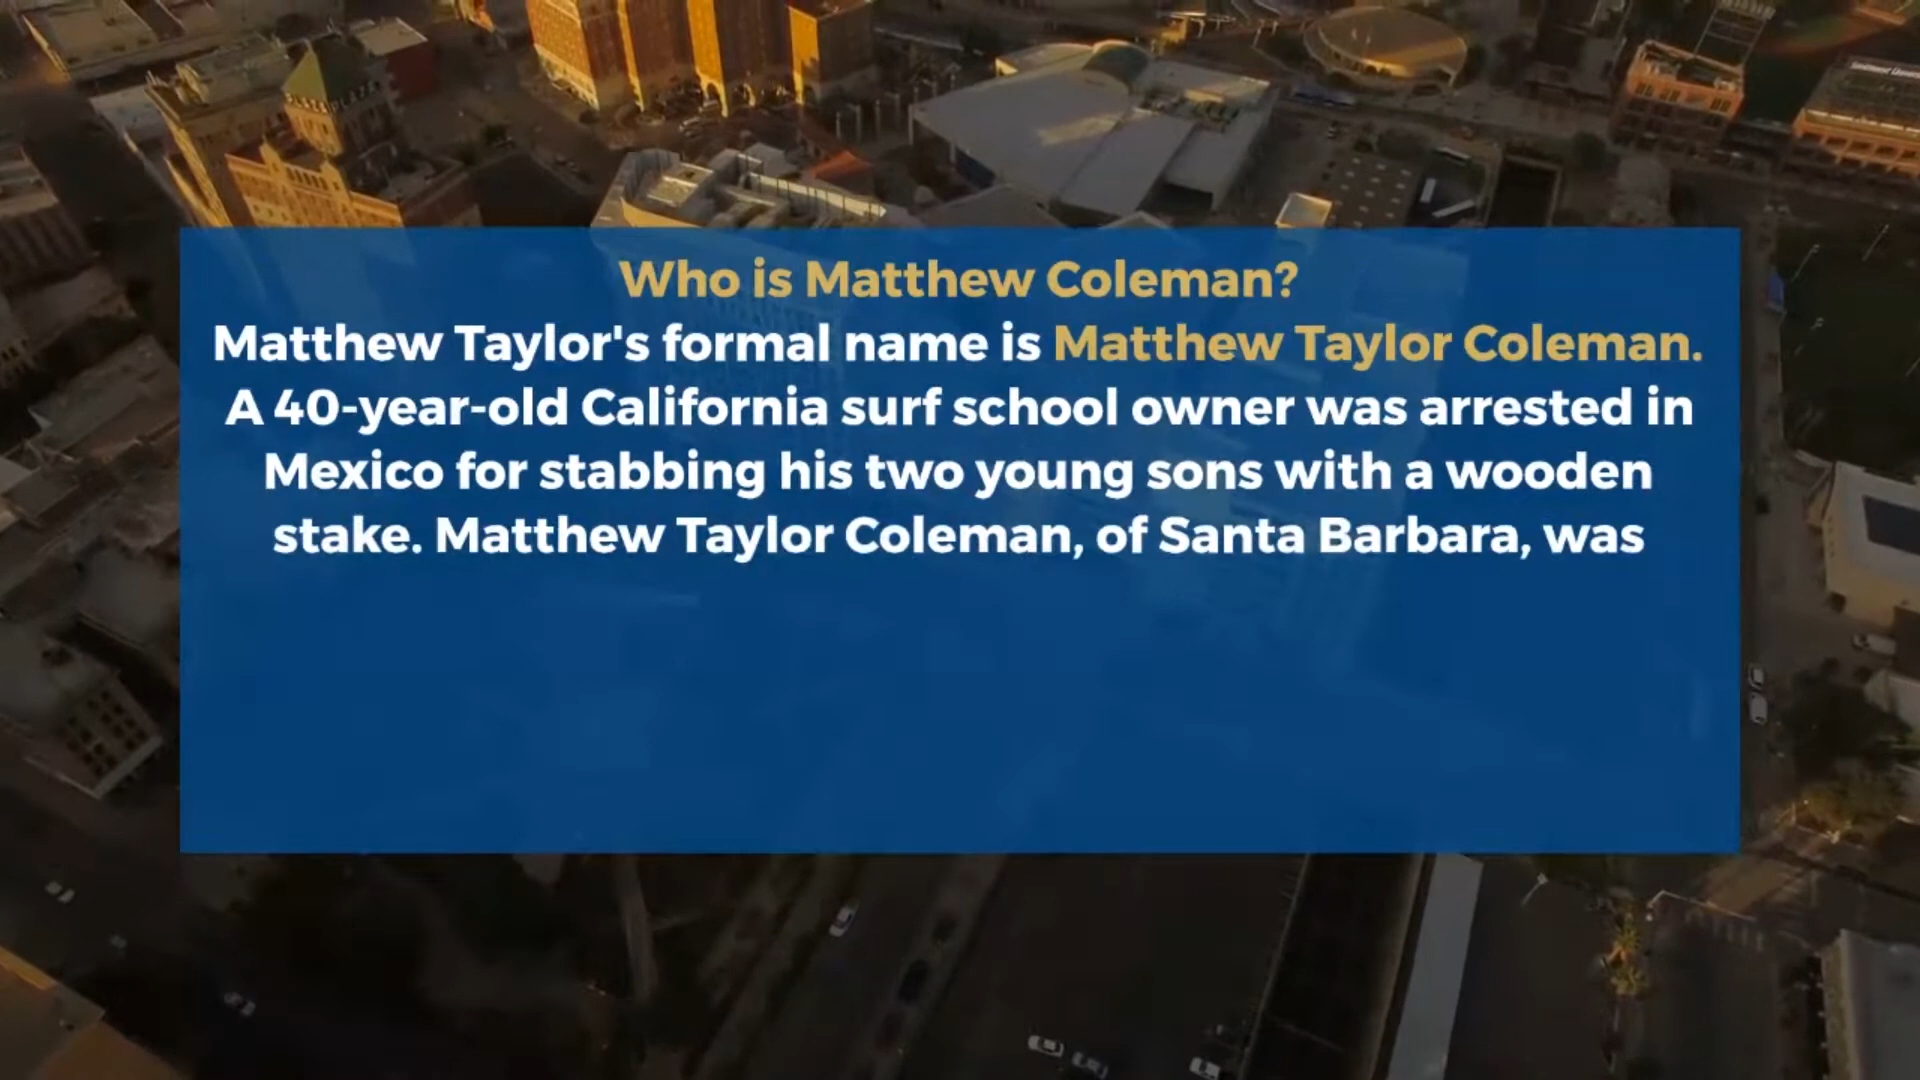 Who is Matthew Coleman?
Matthew Taylor's formal name is Matthew Taylor Coleman.
A 40-year-old California surf school owner was arrested in
Mexico for stabbing his two young sons with a wooden
stake. Matthew Taylor Coleman, of Santa Barbara, was